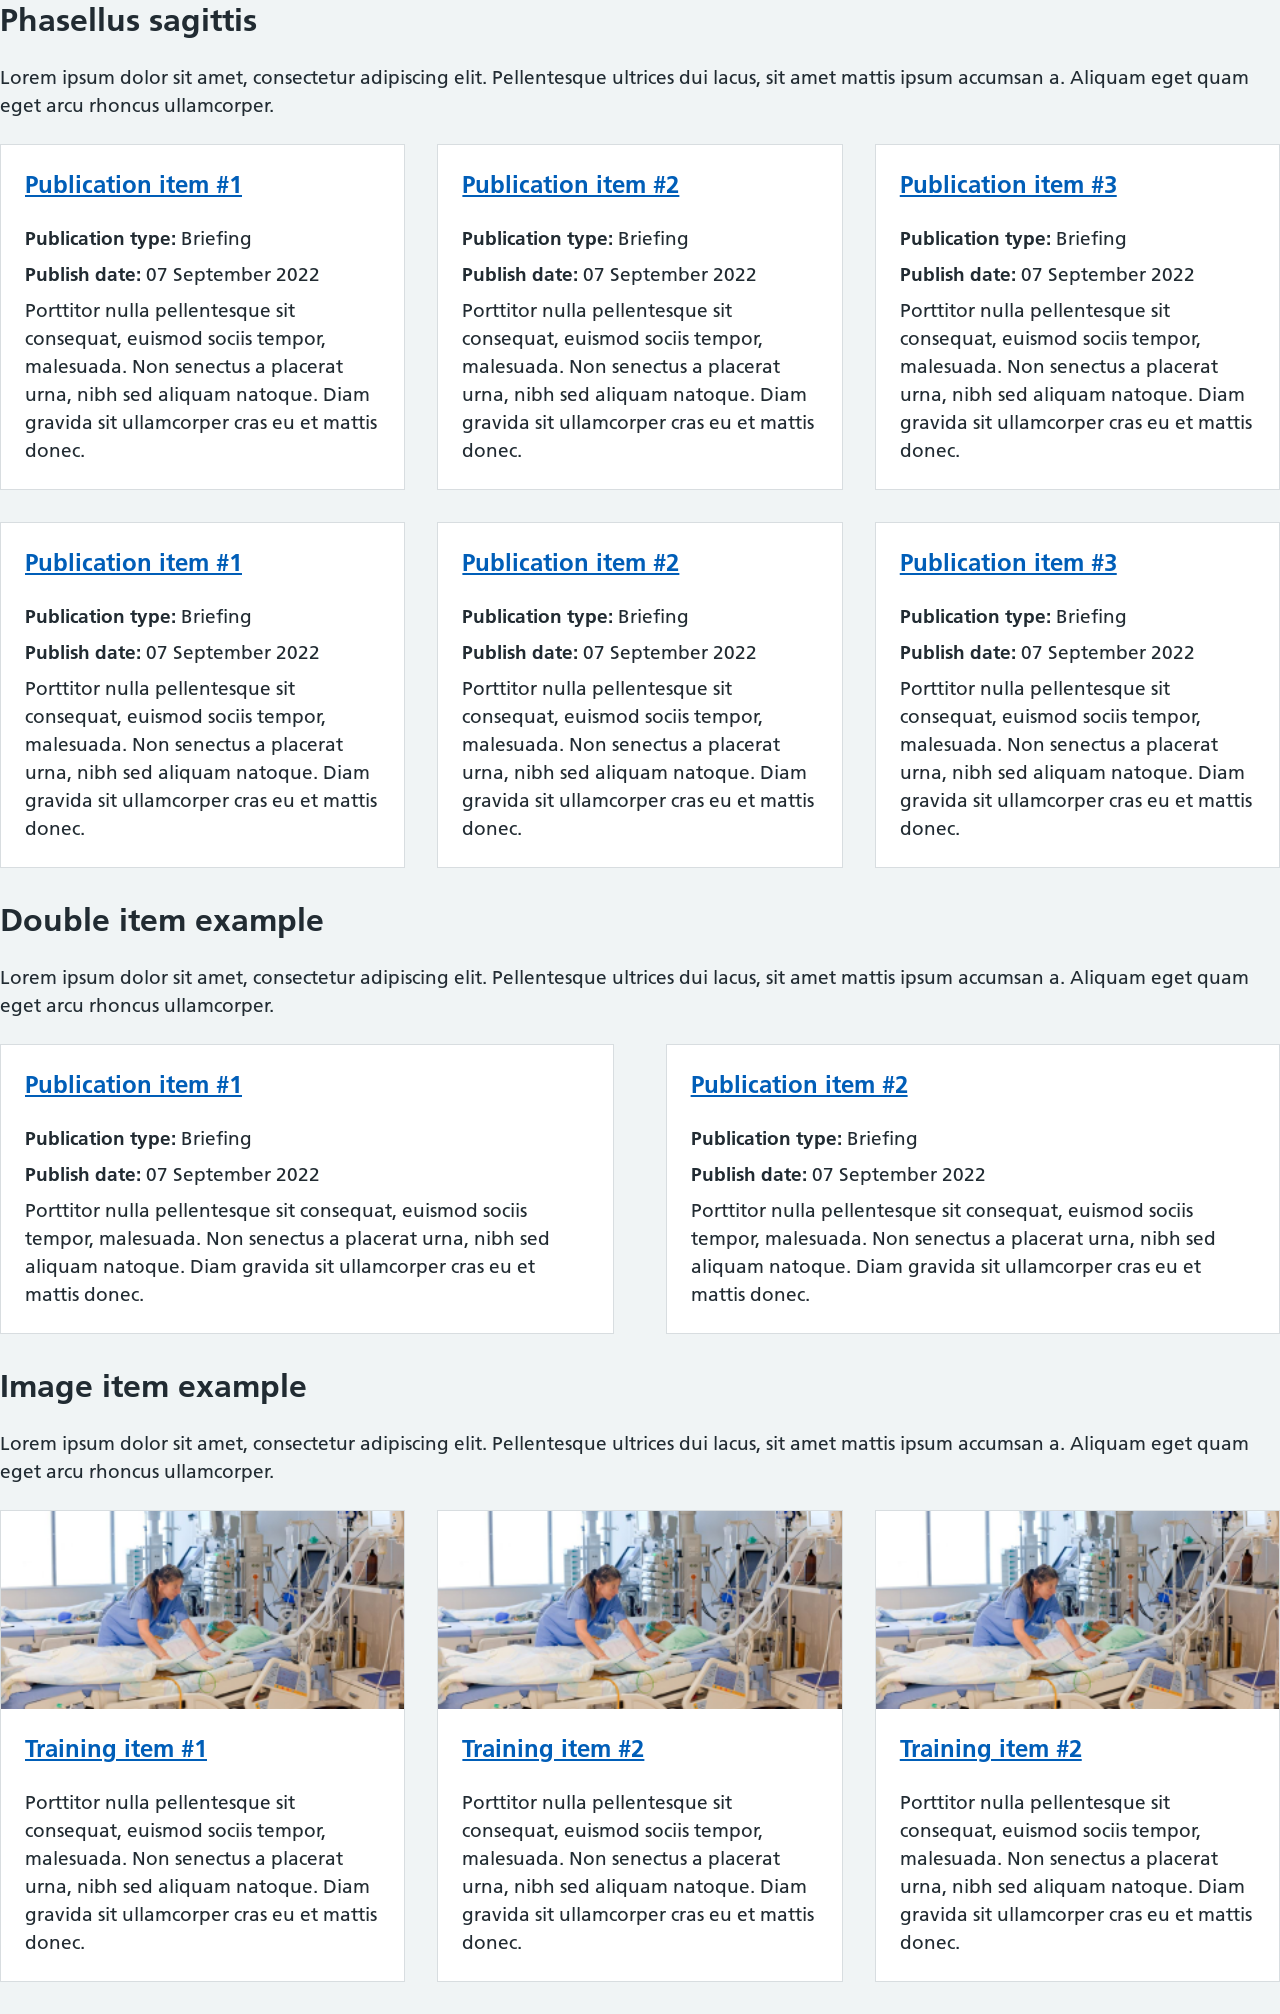 Phasellus sagittis
Lorem ipsum dolor sit amet, consectetur adipiscing elit. Pellentesque ultrices dui lacus, sit amet mattis ipsum accumsan a. Aliquam eget quam
eget arcu rhoncus ullamcorper.
Publication item #1
Publication type: Briefing
Publish date: 07 September 2022
Porttitor nulla pellentesque sit
consequat, euismod sociis tempor,
malesuada. Non senectus a placerat
urna, nibh sed aliquam natoque. Diam
gravida sit ullamcorper cras eu et mattis
donec.
Publication item #2
Publication type: Briefing
Publish date: 07 September 2022
Porttitor nulla pellentesque sit
consequat, euismod sociis tempor,
malesuada. Non senectus a placerat
urna, nibh sed aliquam natoque. Diam
gravida sit ullamcorper cras eu et mattis
donec.
Publication item #3
Publication type: Briefing
Publish date: 07 September 2022
Porttitor nulla pellentesque sit
consequat, euismod sociis tempor,
malesuada. Non senectus a placerat
urna, nibh sed aliquam natoque. Diam
gravida sit ullamcorper cras eu et mattis
donec.
Publication item #1
Publication type: Briefing
Publish date: 07 September 2022
Porttitor nulla pellentesque sit
consequat, euismod sociis tempor,
malesuada. Non senectus a placerat
urna, nibh sed aliquam natoque. Diam
gravida sit ullamcorper cras eu et mattis
donec.
Publication item #2
Publication type: Briefing
Publish date: 07 September 2022
Porttitor nulla pellentesque sit
consequat, euismod sociis tempor,
malesuada. Non senectus a placerat
urna, nibh sed aliquam natoque. Diam
gravida sit ullamcorper cras eu et mattis
donec.
Publication item #3
Publication type: Briefing
Publish date: 07 September 2022
Porttitor nulla pellentesque sit
consequat, euismod sociis tempor,
malesuada. Non senectus a placerat
urna, nibh sed aliquam natoque. Diam
gravida sit ullamcorper cras eu et mattis
donec.
Double item example
Lorem ipsum dolor sit amet, consectetur adipiscing elit. Pellentesque ultrices dui lacus, sit amet mattis ipsum accumsan a. Aliquam eget quam
eget arcu rhoncus ullamcorper.
Publication item #1
Publication type: Briefing
Publish date: 07 September 2022
Porttitor nulla pellentesque sit consequat, euismod sociis
tempor, malesuada. Non senectus a placerat urna, nibh sed
aliquam natoque. Diam gravida sit ullamcorper cras eu et
mattis donec.
Publication item #2
Publication type: Briefing
Publish date: 07 September 2022
Porttitor nulla pellentesque sit consequat, euismod sociis
tempor, malesuada. Non senectus a placerat urna, nibh sed
aliquam natoque. Diam gravida sit ullamcorper cras eu et
mattis donec.
Image item example
Lorem ipsum dolor sit amet, consectetur adipiscing elit. Pellentesque ultrices dui lacus, sit amet mattis ipsum accumsan a. Aliquam eget quam
eget arcu rhoncus ullamcorper.
Training item #1
Porttitor nulla pellentesque sit
consequat, euismod sociis tempor,
malesuada. Non senectus a placerat
urna, nibh sed aliquam natoque. Diam
gravida sit ullamcorper cras eu et mattis
donec.
Training item #2
Porttitor nulla pellentesque sit
consequat, euismod sociis tempor,
malesuada. Non senectus a placerat
urna, nibh sed aliquam natoque. Diam
gravida sit ullamcorper cras eu et mattis
donec.
Training item #2
Porttitor nulla pellentesque sit
consequat, euismod sociis tempor,
malesuada. Non senectus a placerat
urna, nibh sed aliquam natoque. Diam
gravida sit ullamcorper cras eu et mattis
donec.